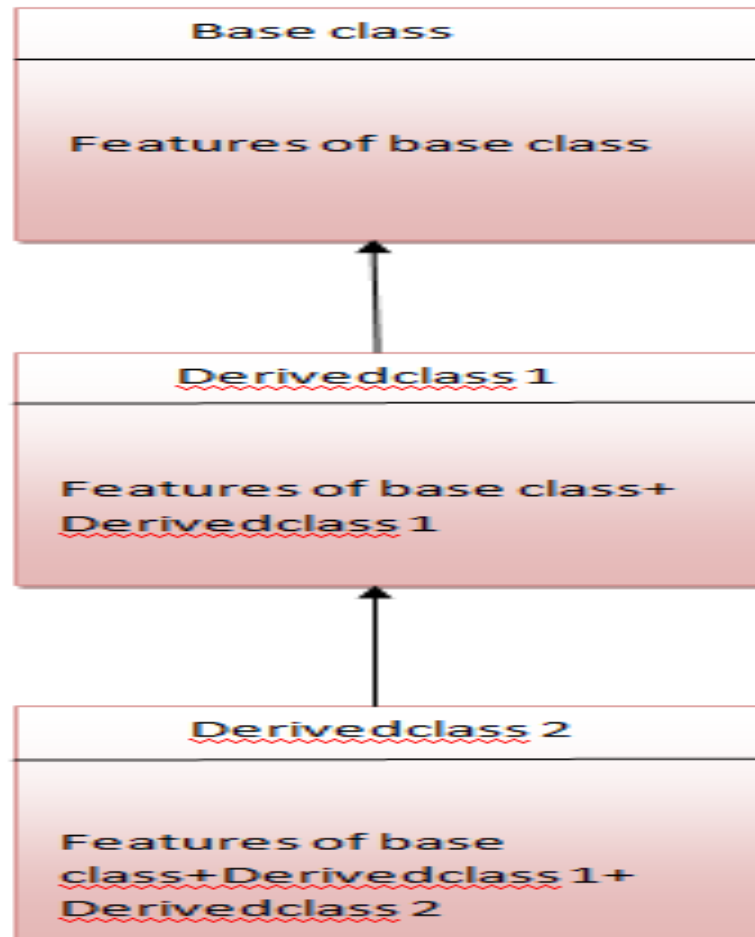 Base class
Features of base class
Derivedclass 1
Features of base class+
Derivedclass 1
Derivedclass 2
Features of base
class+Derivedclass 1+
Derivedclass 2